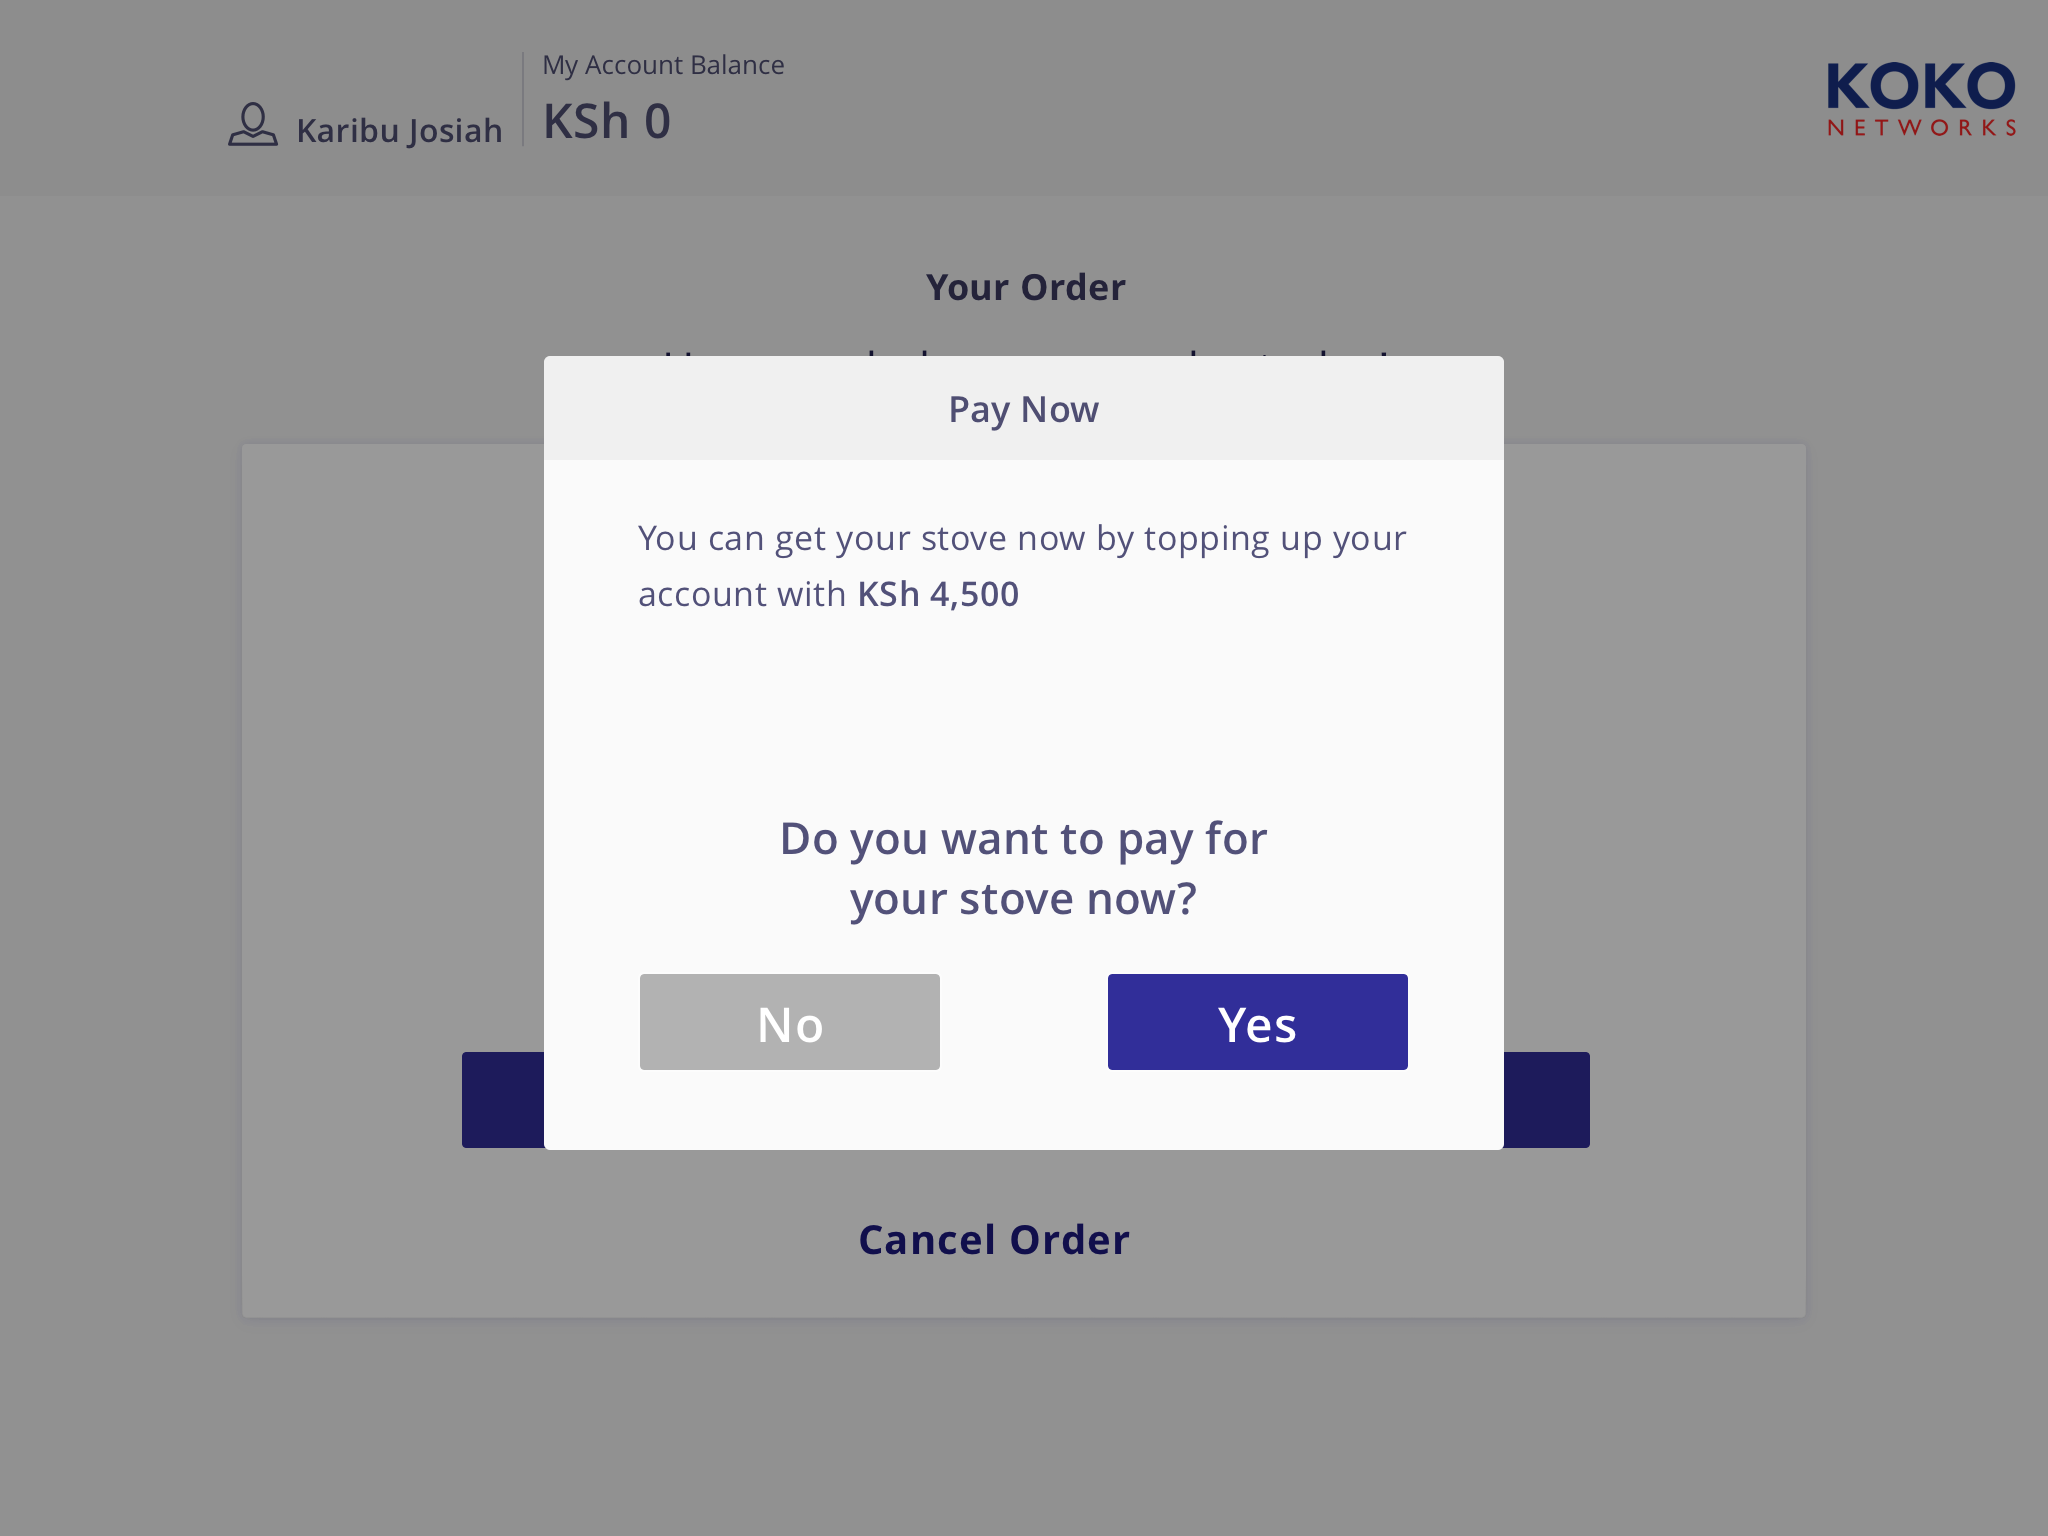 My Account Balance
Karibu Josiah
KSh 0
KOKO
NETWORKS
Your Order
Pay Now
You can get your stove now by topping up your
account with KSh 4,500
Do you want to pay for
your stove now?
No
Yes
Cancel Order